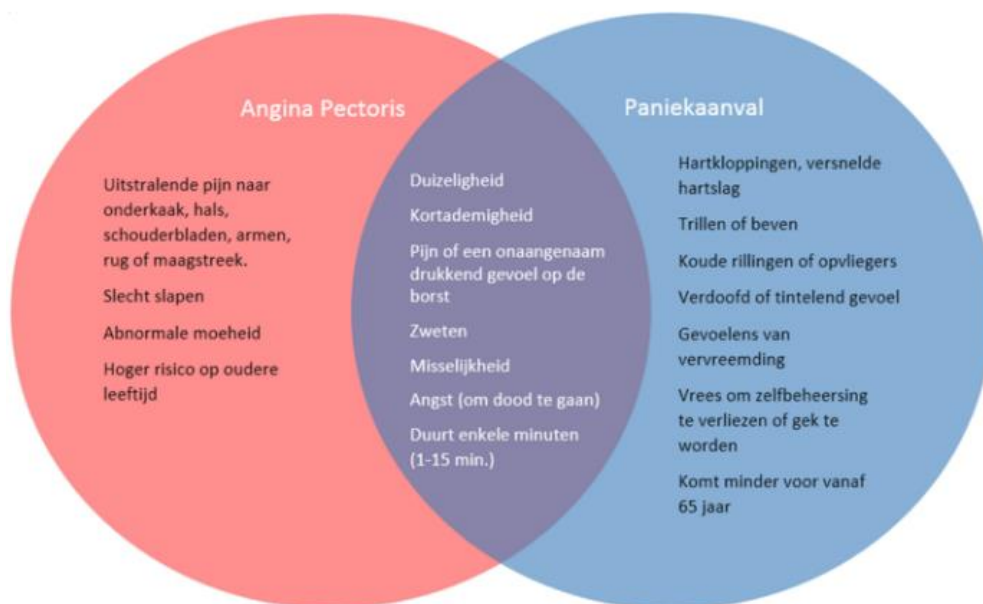 Angina Pectoris
Uitstralende pijn naar
onderkaak, hals,
schouderbladen, armen,
rug of maagstreek.
Slecht slapen
Abnormale moeheid
Hoger risico op oudere
leeftijd
Duizeligheid
Kortademigheid
Pijn of een onaangenaam
drukkend gevoel op de
borst
Zweten
Misselijkheid
Angst (om dood te gaan)
Duurt enkele minuten
(1-15 min.)
Paniekaanval
Hartkloppingen, versnelde
hartslag
Trillen of beven
Koude rillingen of opvliegers
Verdoofd of tintelend gevoel
Gevoelens van
vervreemding
Vrees om zelfbeheersing
te verliezen of gek te
worden
Komt minder voor vanaf
65 jaar